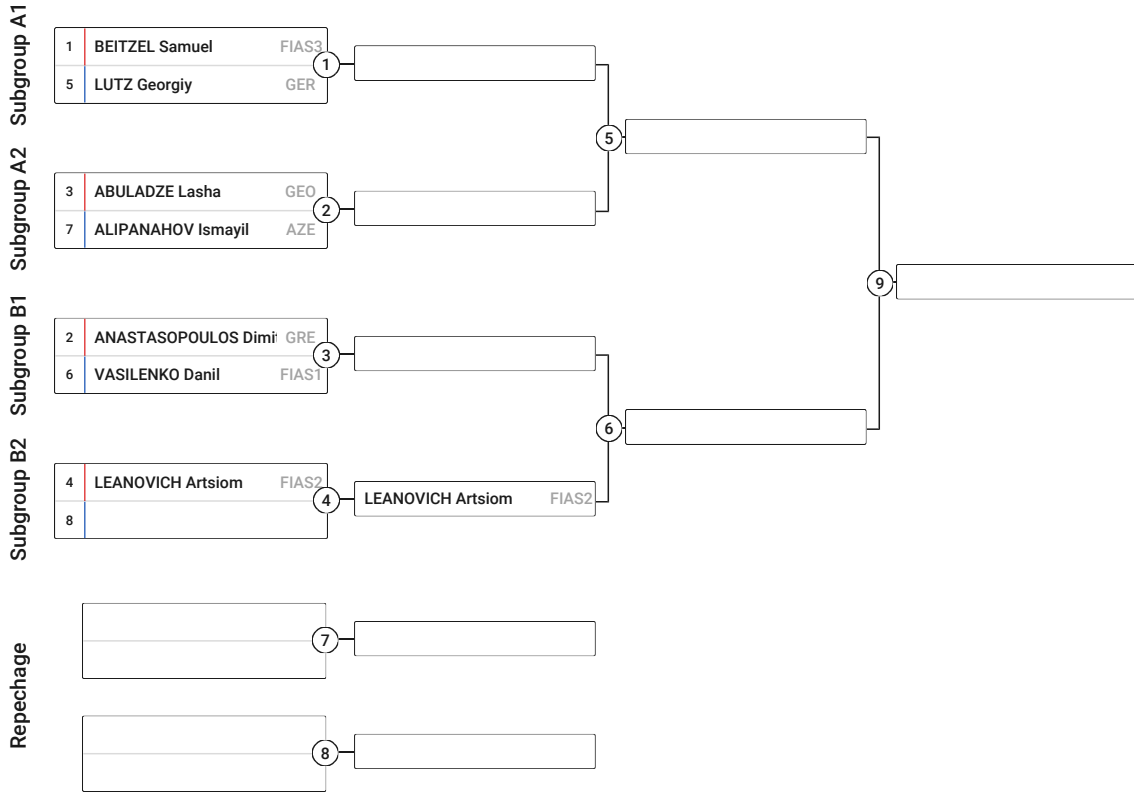 Subgroup A1
1 BEITZEL Samuel FIAS3
5 LUTZ Georgiy GER
1
5
Subgroup A2
3 ABULADZE Lasha GEO
7 ALIPANAHOV Ismayil AZE
2
9
Subgroup B1
2 ANASTASOPOULOS Dimit GRE
6 VASILENKO Danil FIAS1
3
6
Subgroup B2
4 LEANOVICH Artsiom FIAS2
8
4
LEANOVICH Artsiom FIAS2
Repechage
7
8